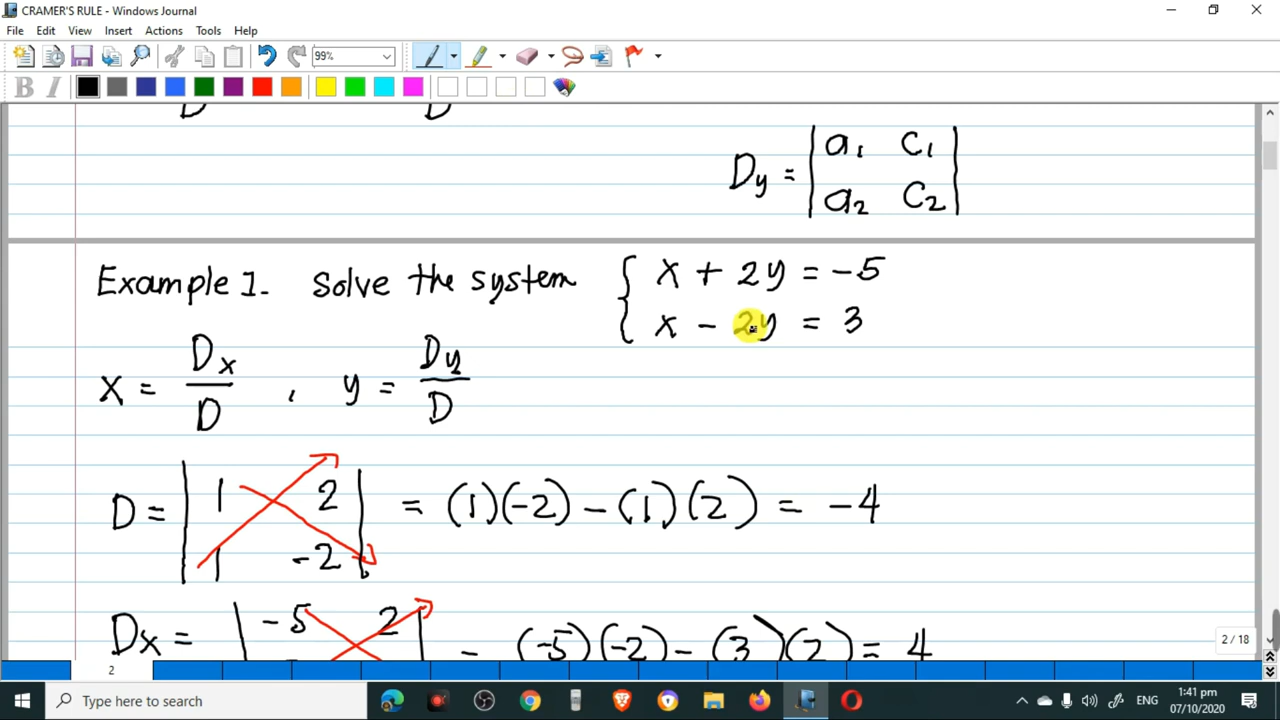 CRAMER'S RULE - Windows Journal
File Edit View Insert Actions Tools Help
99%
B I
D D
Dy = | a1 c1 |
| a2 c2 |
Example 1. Solve the system { x + 2y = -5
x - 2y = 3
x = Dx / D , y = Dy / D
D = | 1 2 | = (1)(-2) - (1)(2) = -4
| 1 -2 |
Dx = | -5 2 | = (-5)(-2) - (3)(2) = 4
2 / 18
2
Type here to search
ENG
1:41 pm
07/10/2020